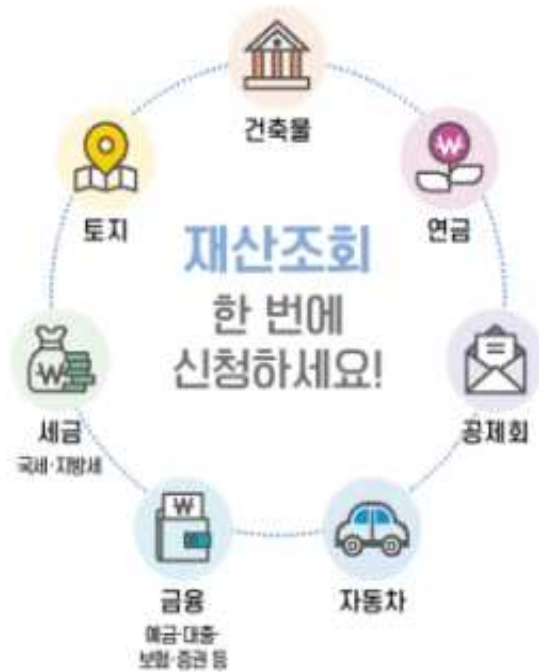 건축물
토지
연금
재산조회
한 번에
신청하세요!
세금
국세·지방세
공제회
금융
예금·대출·
보험·증권 등
자동차